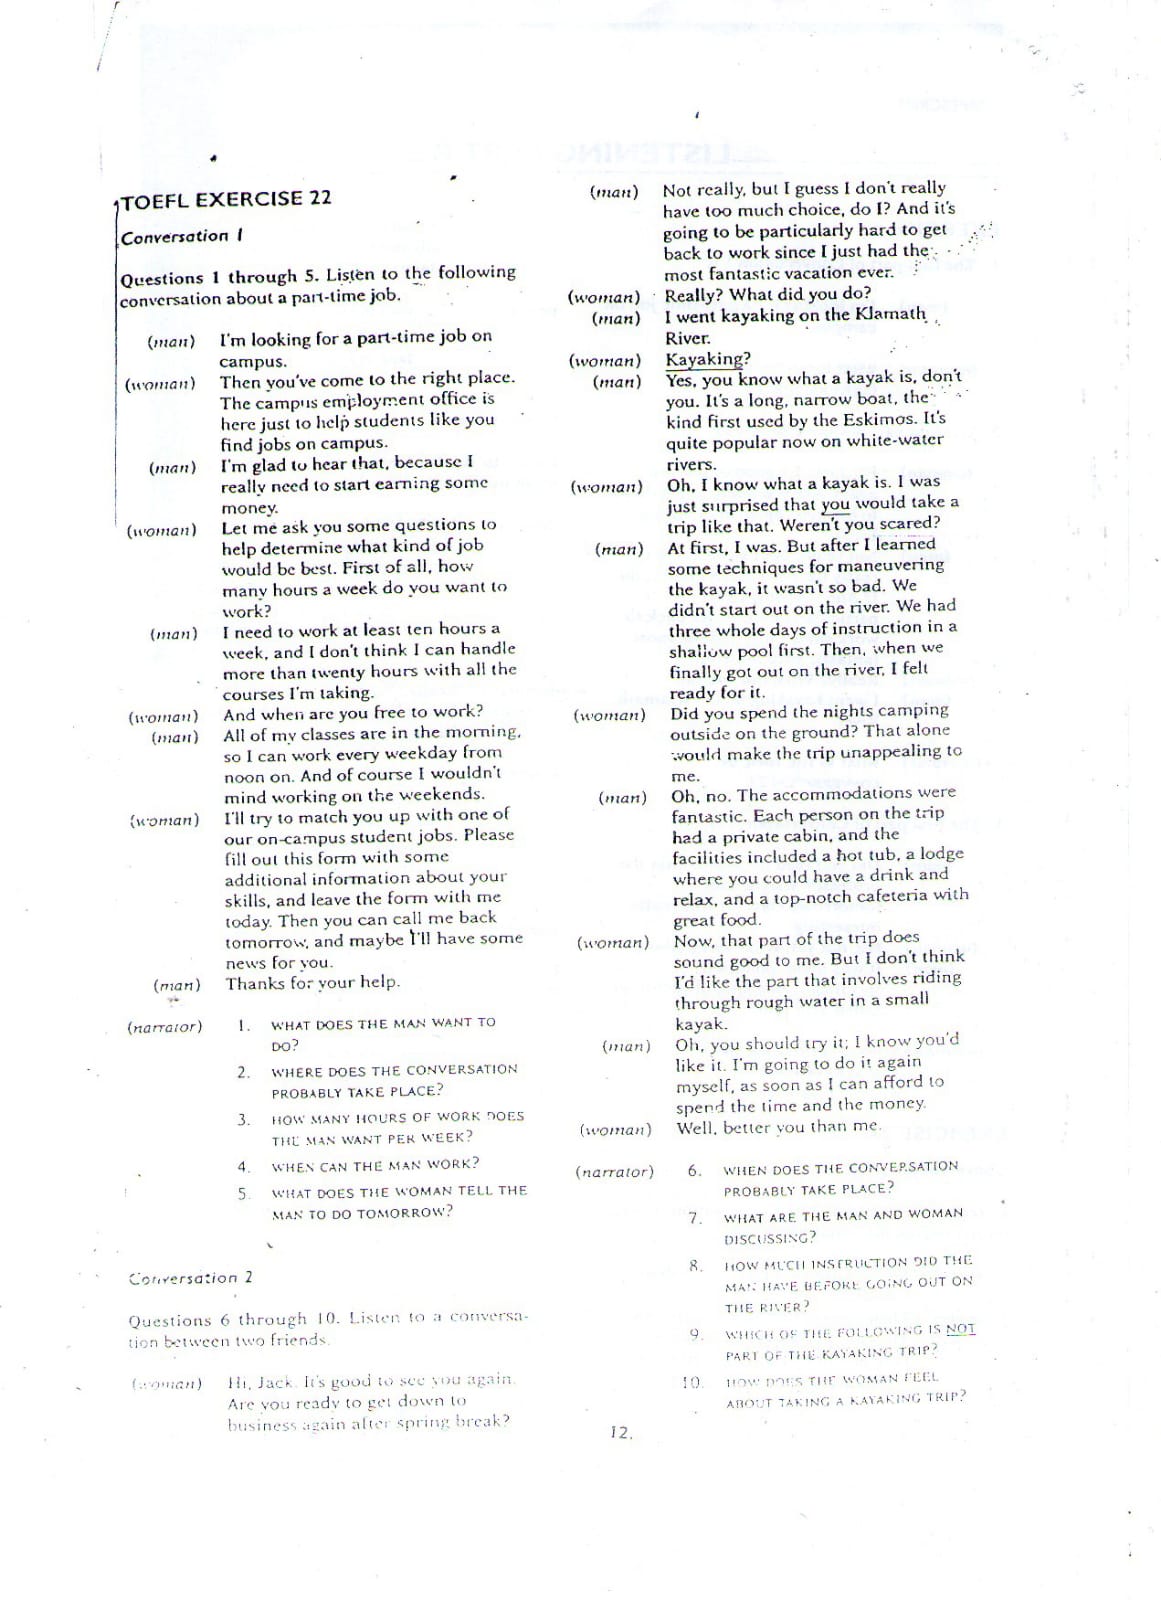 TOEFL EXERCISE 22
Conversation 1
Questions 1 through 5. Listen to the following
conversation about a part-time job.
(man) I'm looking for a part-time job on
campus.
(woman) Then you've come to the right place.
The campus employment office is
here just to help students like you
find jobs on campus.
(man) I'm glad to hear that, because I
really need to start earning some
money.
(woman) Let me ask you some questions to
help determine what kind of job
would be best. First of all, how
many hours a week do you want to
work?
(man) I need to work at least ten hours a
week, and I don't think I can handle
more than twenty hours with all the
courses I'm taking.
(woman) And when are you free to work?
(man) All of my classes are in the morning,
so I can work every weekday from
noon on. And of course I wouldn't
mind working on the weekends.
(woman) I'll try to match you up with one of
our on-campus student jobs. Please
fill out this form with some
additional information about your
skills, and leave the form with me
today. Then you can call me back
tomorrow, and maybe I'll have some
news for you.
(man) Thanks for your help.
(narrator) 1. WHAT DOES THE MAN WANT TO
DO?
2. WHERE DOES THE CONVERSATION
PROBABLY TAKE PLACE?
3. HOW MANY HOURS OF WORK DOES
THE MAN WANT PER WEEK?
4. WHEN CAN THE MAN WORK?
5. WHAT DOES THE WOMAN TELL THE
MAN TO DO TOMORROW?
Conversation 2
Questions 6 through 10. Listen to a conversa-
tion between two friends.
(woman) Hi, Jack. It's good to see you again.
Are you ready to get down to
business again after spring break?
(man) Not really, but I guess I don't really
have too much choice, do I? And it's
going to be particularly hard to get
back to work since I just had the
most fantastic vacation ever.
(woman) Really? What did you do?
(man) I went kayaking on the Klamath
River.
(woman) Kayaking?
(man) Yes, you know what a kayak is, don't
you. It's a long, narrow boat, the
kind first used by the Eskimos. It's
quite popular now on white-water
rivers.
(woman) Oh, I know what a kayak is. I was
just surprised that you would take a
trip like that. Weren't you scared?
(man) At first, I was. But after I learned
some techniques for maneuvering
the kayak, it wasn't so bad. We
didn't start out on the river. We had
three whole days of instruction in a
shallow pool first. Then, when we
finally got out on the river, I felt
ready for it.
(woman) Did you spend the nights camping
outside on the ground? That alone
would make the trip unappealing to
me.
(man) Oh, no. The accommodations were
fantastic. Each person on the trip
had a private cabin, and the
facilities included a hot tub, a lodge
where you could have a drink and
relax, and a top-notch cafeteria with
great food.
(woman) Now, that part of the trip does
sound good to me. But I don't think
I'd like the part that involves riding
through rough water in a small
kayak.
(man) Oh, you should try it; I know you'd
like it. I'm going to do it again
myself, as soon as I can afford to
spend the time and the money.
(woman) Well, better you than me.
(narrator) 6. WHEN DOES THE CONVERSATION
PROBABLY TAKE PLACE?
7. WHAT ARE THE MAN AND WOMAN
DISCUSSING?
8. HOW MUCH INSTRUCTION DID THE
MAN HAVE BEFORE GOING OUT ON
THE RIVER?
9. WHICH OF THE FOLLOWING IS NOT
PART OF THE KAYAKING TRIP?
10. HOW DOES THE WOMAN FEEL
ABOUT TAKING A KAYAKING TRIP?
12.